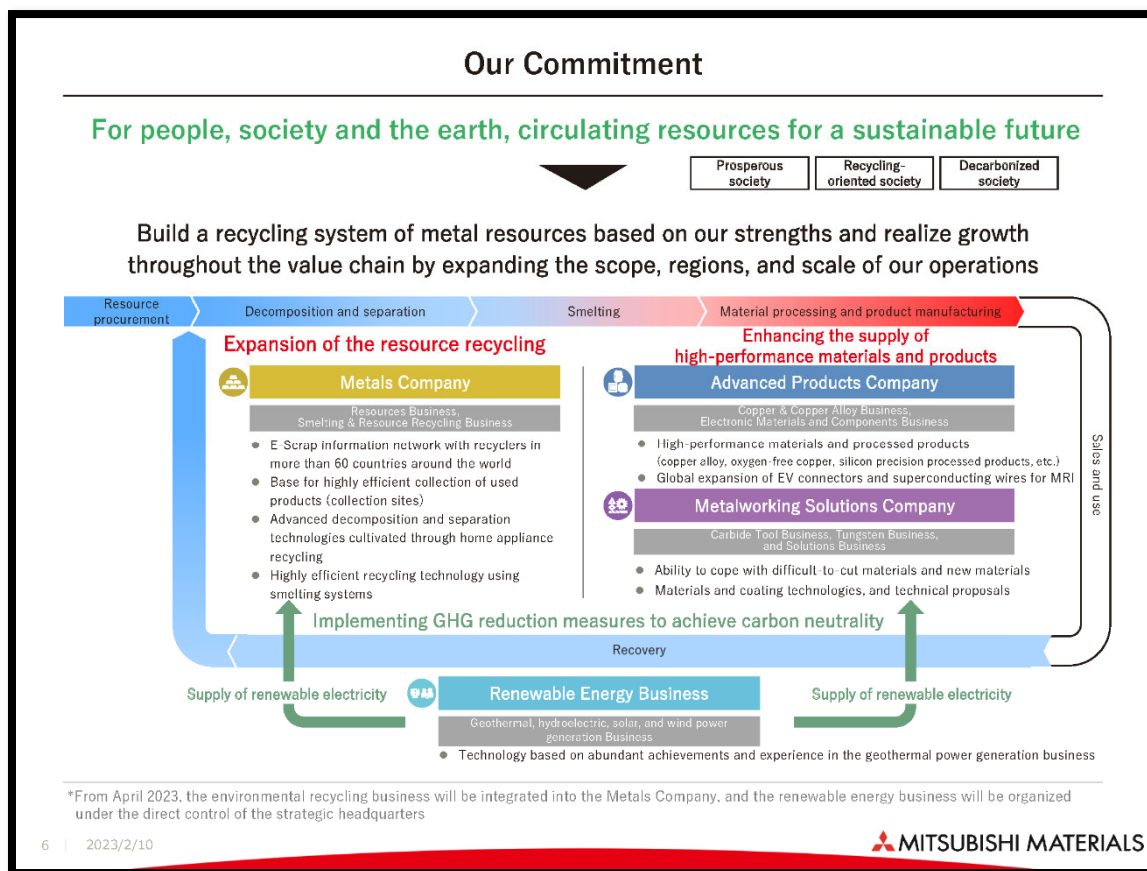 Our Commitment
For people, society and the earth, circulating resources for a sustainable future
Prosperous
society
Recycling-
oriented society
Decarbonized
society
Build a recycling system of metal resources based on our strengths and realize growth
throughout the value chain by expanding the scope, regions, and scale of our operations
Resource
procurement
Decomposition and separation
Smelting
Material processing and product manufacturing
Expansion of the resource recycling
Metals Company
Resources Business,
Smelting & Resource Recycling Business
● E-Scrap information network with recyclers in
more than 60 countries around the world
● Base for highly efficient collection of used
products (collection sites)
● Advanced decomposition and separation
technologies cultivated through home appliance
recycling
● Highly efficient recycling technology using
smelting systems
Enhancing the supply of
high-performance materials and products
Advanced Products Company
Copper & Copper Alloy Business,
Electronic Materials and Components Business
● High-performance materials and processed products
(copper alloy, oxygen-free copper, silicon precision processed products, etc.)
● Global expansion of EV connectors and superconducting wires for MRI
Metalworking Solutions Company
Carbide Tool Business, Tungsten Business,
and Solutions Business
● Ability to cope with difficult-to-cut materials and new materials
● Materials and coating technologies, and technical proposals
Sales and use
Implementing GHG reduction measures to achieve carbon neutrality
Recovery
Supply of renewable electricity
Renewable Energy Business
Supply of renewable electricity
Geothermal, hydroelectric, solar, and wind power
generation Business
● Technology based on abundant achievements and experience in the geothermal power generation business
*From April 2023, the environmental recycling business will be integrated into the Metals Company, and the renewable energy business will be organized
under the direct control of the strategic headquarters
6 | 2023/2/10
MITSUBISHI MATERIALS